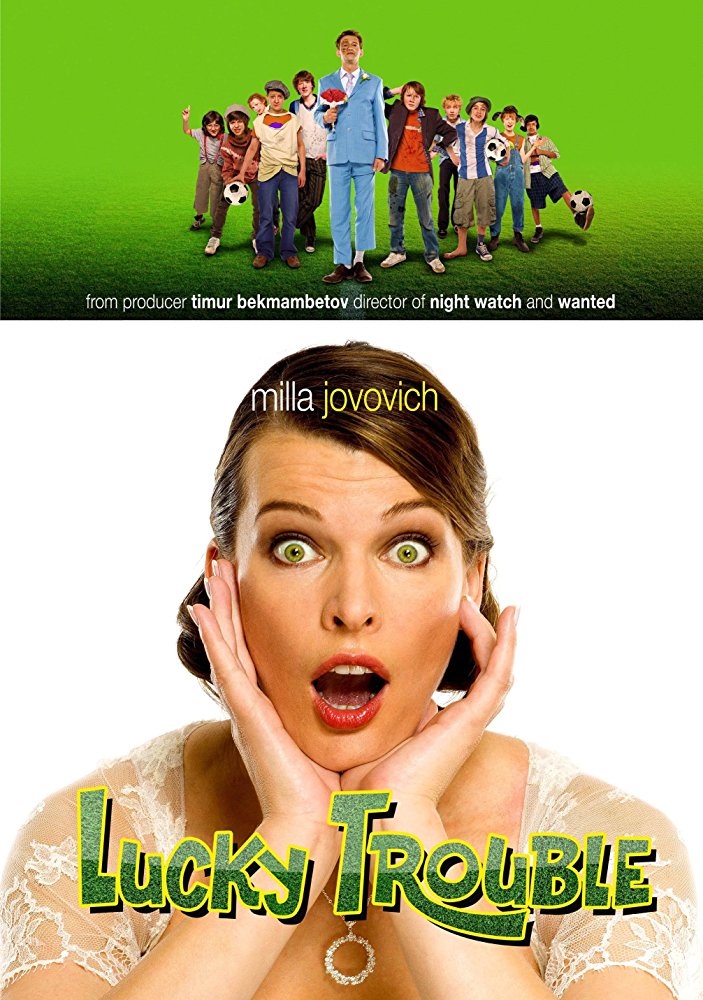 from producer timur bekmambetov director of night watch and wanted
milla jovovich
LUCKY TROUBLE